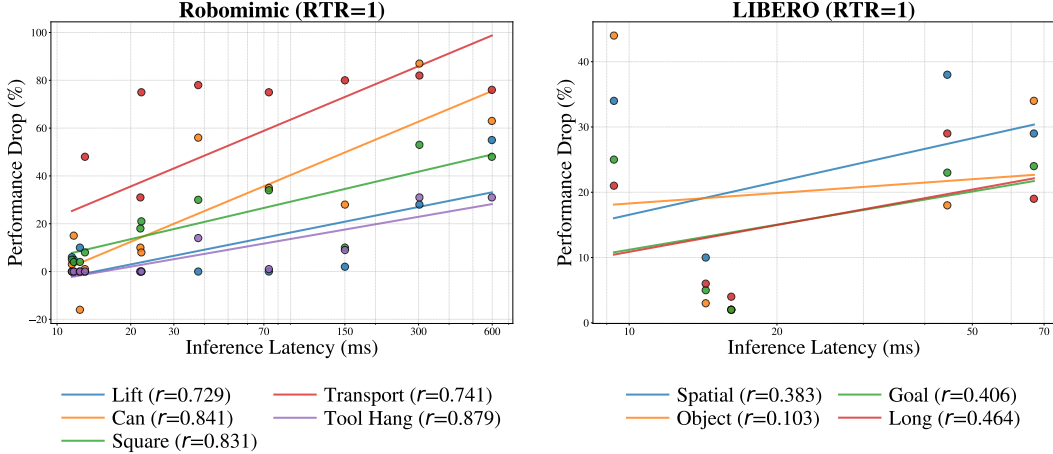 Robomimic (RTR=1)
Performance Drop (%)
100
80
60
40
20
0
−20
10
20
30
70
150
300
600
Inference Latency (ms)
Lift (r=0.729)
Can (r=0.841)
Square (r=0.831)
Transport (r=0.741)
Tool Hang (r=0.879)
LIBERO (RTR=1)
Performance Drop (%)
40
30
20
10
0
10
20
50
70
Inference Latency (ms)
Spatial (r=0.383)
Object (r=0.103)
Goal (r=0.406)
Long (r=0.464)